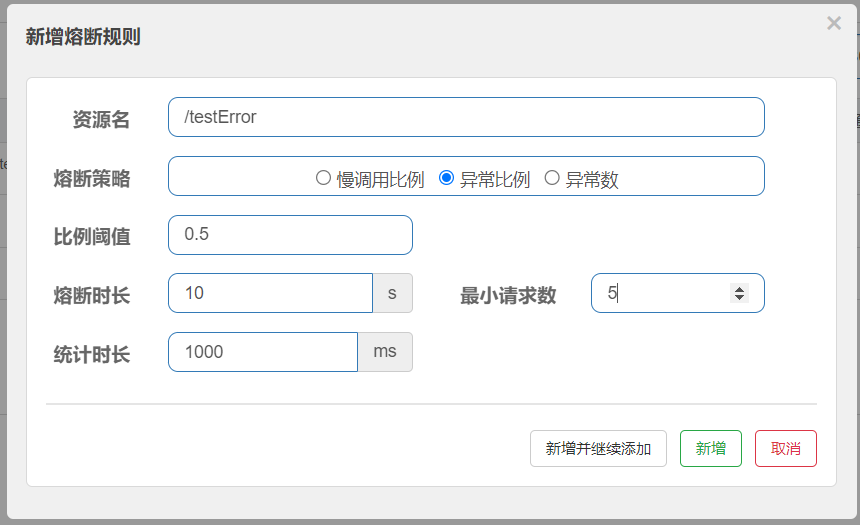 新增熔断规则
×
资源名 /testError
熔断策略 慢调用比例 异常比例 异常数
比例阈值 0.5
熔断时长 10 s 最小请求数 5
统计时长 1000 ms
新增并继续添加 新增 取消